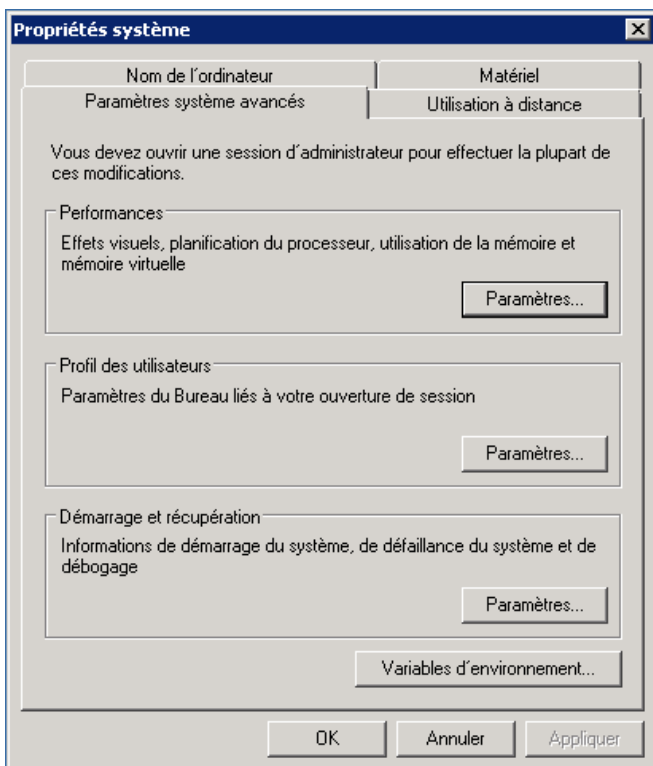 Propriétés système
Nom de l'ordinateur
Matériel
Paramètres système avancés
Utilisation à distance
Vous devez ouvrir une session d'administrateur pour effectuer la plupart de
ces modifications.
Performances
Effets visuels, planification du processeur, utilisation de la mémoire et
mémoire virtuelle
Paramètres...
Profil des utilisateurs
Paramètres du Bureau liés à votre ouverture de session
Paramètres...
Démarrage et récupération
Informations de démarrage du système, de défaillance du système et de
débogage
Paramètres...
Variables d'environnement...
OK
Annuler
Appliquer